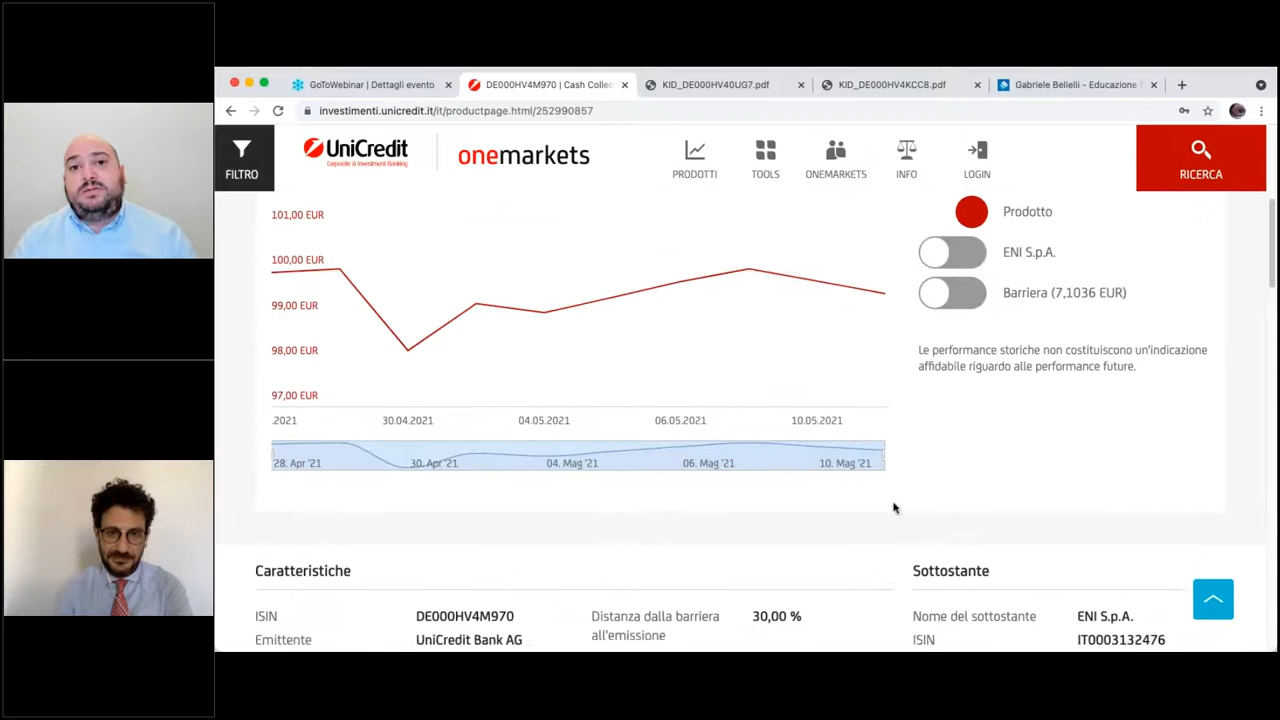 GoToWebinar | Dettagli evento
DE000HV4M970 | Cash Collec
KID_DE000HV40UG7.pdf
KID_DE000HV4KCC8.pdf
Gabriele Bellelli - Educazione
investimenti.unicredit.it/it/productpage.html/252990857
FILTRO
UniCredit
Corporate & Investment Banking
onemarkets
PRODOTTI
TOOLS
ONEMARKETS
INFO
LOGIN
RICERCA
101,00 EUR
100,00 EUR
99,00 EUR
98,00 EUR
97,00 EUR
.2021
30.04.2021
04.05.2021
06.05.2021
10.05.2021
28. Apr '21
30. Apr '21
04. Mag '21
06. Mag '21
10. Mag '21
Prodotto
ENI S.p.A.
Barriera (7,1036 EUR)
Le performance storiche non costituiscono un'indicazione
affidabile riguardo alle performance future.
Caratteristiche
ISIN DE000HV4M970
Emittente UniCredit Bank AG
Distanza dalla barriera 30,00 %
all'emissione
Sottostante
Nome del sottostante ENI S.p.A.
ISIN IT0003132476